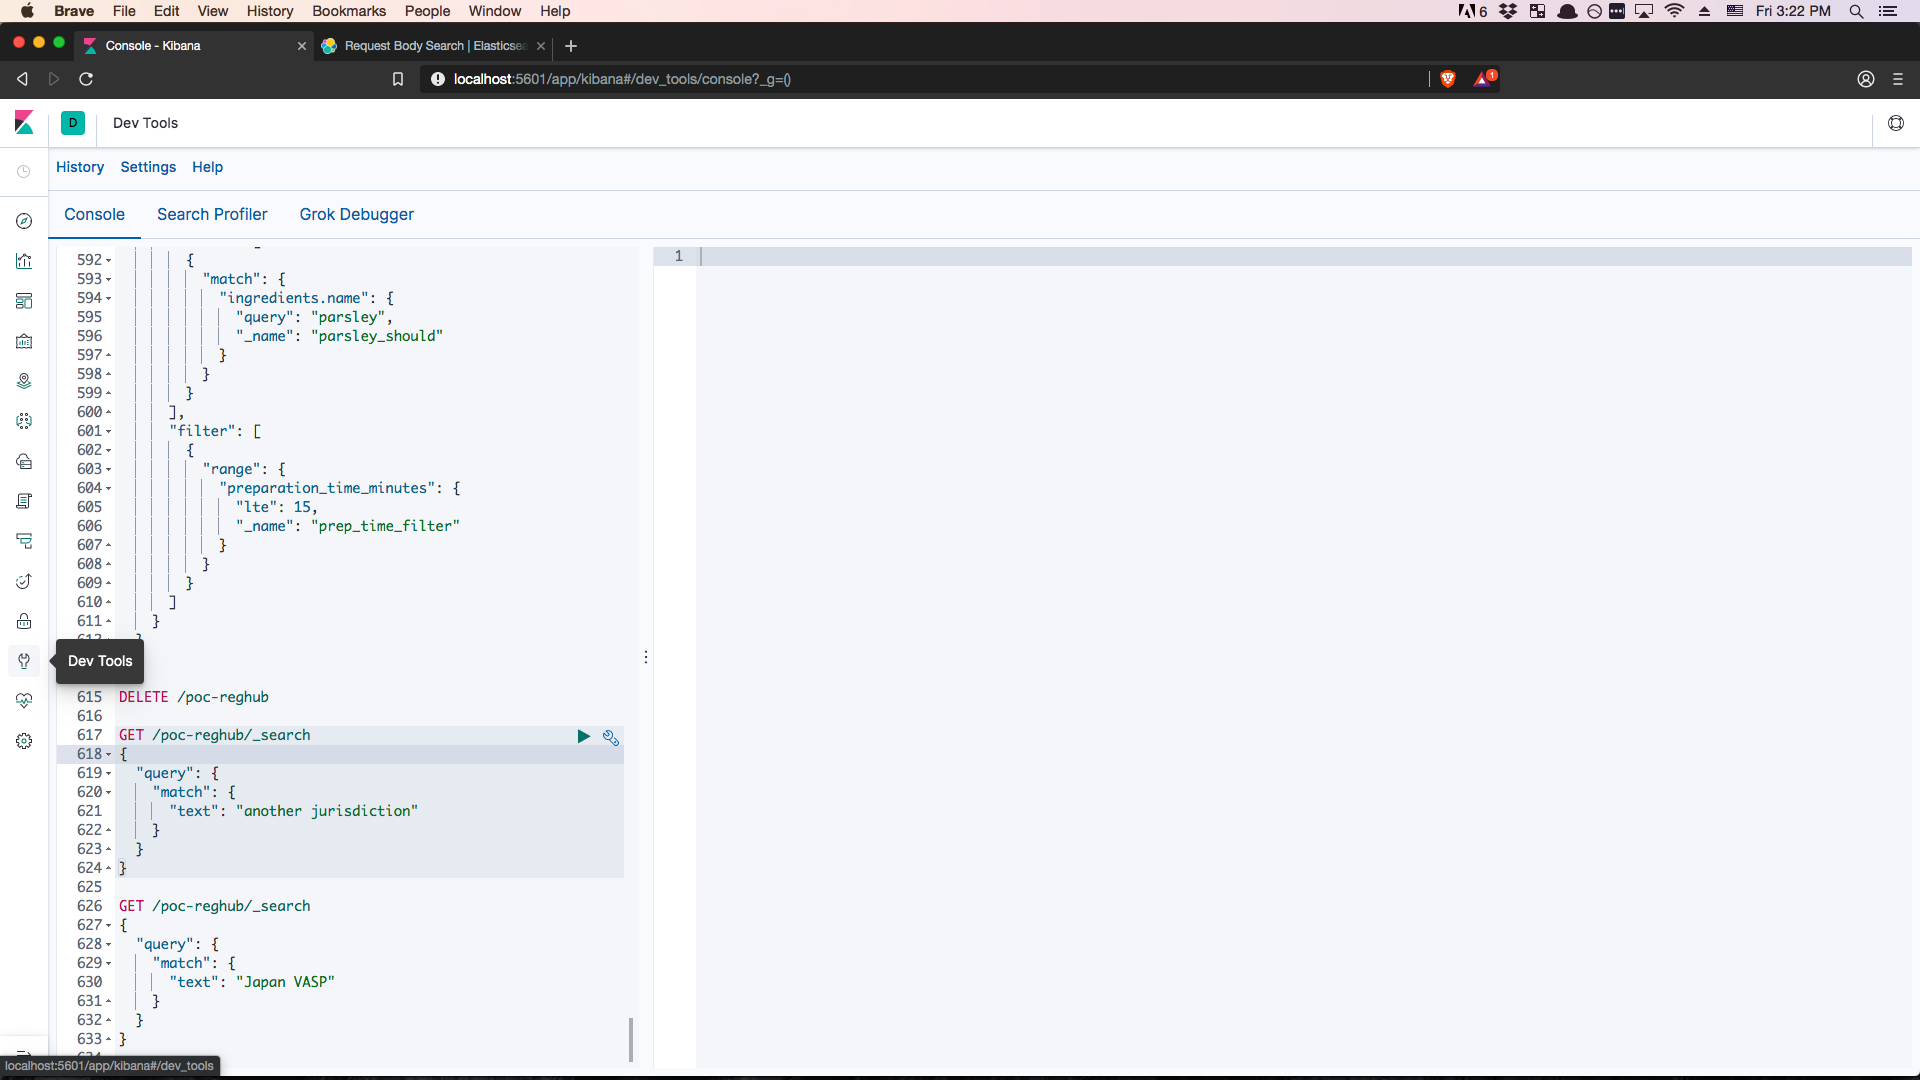 Brave File Edit View History Bookmarks People Window Help 6 Fri 3:22 PM
Console - Kibana Request Body Search | Elasticsea
localhost:5601/app/kibana#/dev_tools/console?_g=() 1
D Dev Tools
History Settings Help
Console Search Profiler Grok Debugger
592 {
593 "match": {
594 "ingredients.name": {
595 "query": "parsley",
596 "_name": "parsley_should"
597 }
598 }
599 }
600 ],
601 "filter": [
602 {
603 "range": {
604 "preparation_time_minutes": {
605 "lte": 15,
606 "_name": "prep_time_filter"
607 }
608 }
609 }
610 ]
611 }
Dev Tools
615 DELETE /poc-reghub
616
617 GET /poc-reghub/_search
618 {
619 "query": {
620 "match": {
621 "text": "another jurisdiction"
622 }
623 }
624 }
625
626 GET /poc-reghub/_search
627 {
628 "query": {
629 "match": {
630 "text": "Japan VASP"
631 }
632 }
633 }
1
localhost:5601/app/kibana#/dev_tools